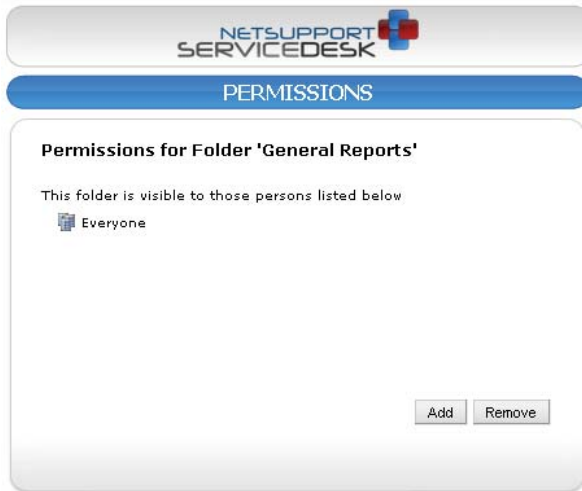 NETSUPPORT
SERVICEDESK
PERMISSIONS
Permissions for Folder 'General Reports'
This folder is visible to those persons listed below
Everyone
Add Remove